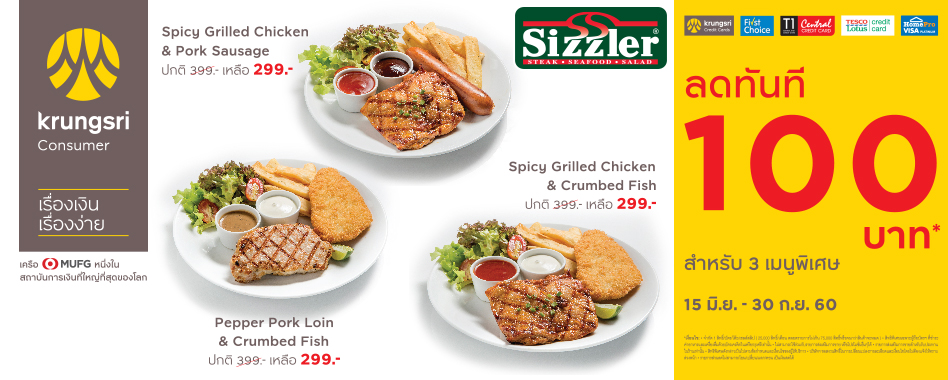 krungsri
Consumer
เรื่องเงิน
เรื่องง่าย
เครือ MUFG หนึ่งใน
สถาบันการเงินที่ใหญ่ที่สุดของโลก
Spicy Grilled Chicken
& Pork Sausage
ปกติ 399.- เหลือ 299.-
Sizzler®
STEAK • SEAFOOD • SALAD
Spicy Grilled Chicken
& Crumbed Fish
ปกติ 399.- เหลือ 299.-
Pepper Pork Loin
& Crumbed Fish
ปกติ 399.- เหลือ 299.-
krungsri
Credit Cards
First
Choice
T1
Central
CREDIT CARD
TESCO
Lotus
credit
card
HomePro
VISA PLATINUM
ลดทันที
100
บาท*
สำหรับ 3 เมนูพิเศษ
15 มิ.ย. - 30 ก.ย. 60